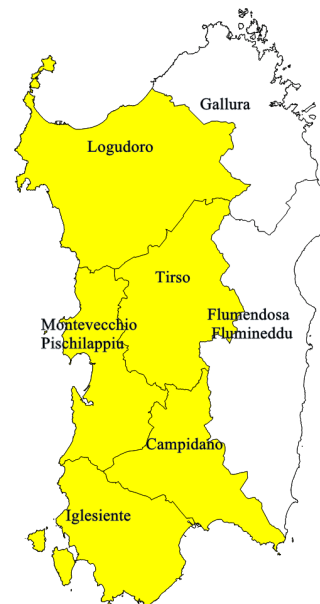 Gallura
Logudoro
Tirso
Montevecchio
Pischilappiu
Flumendosa
Flumineddu
Campidano
Iglesiente